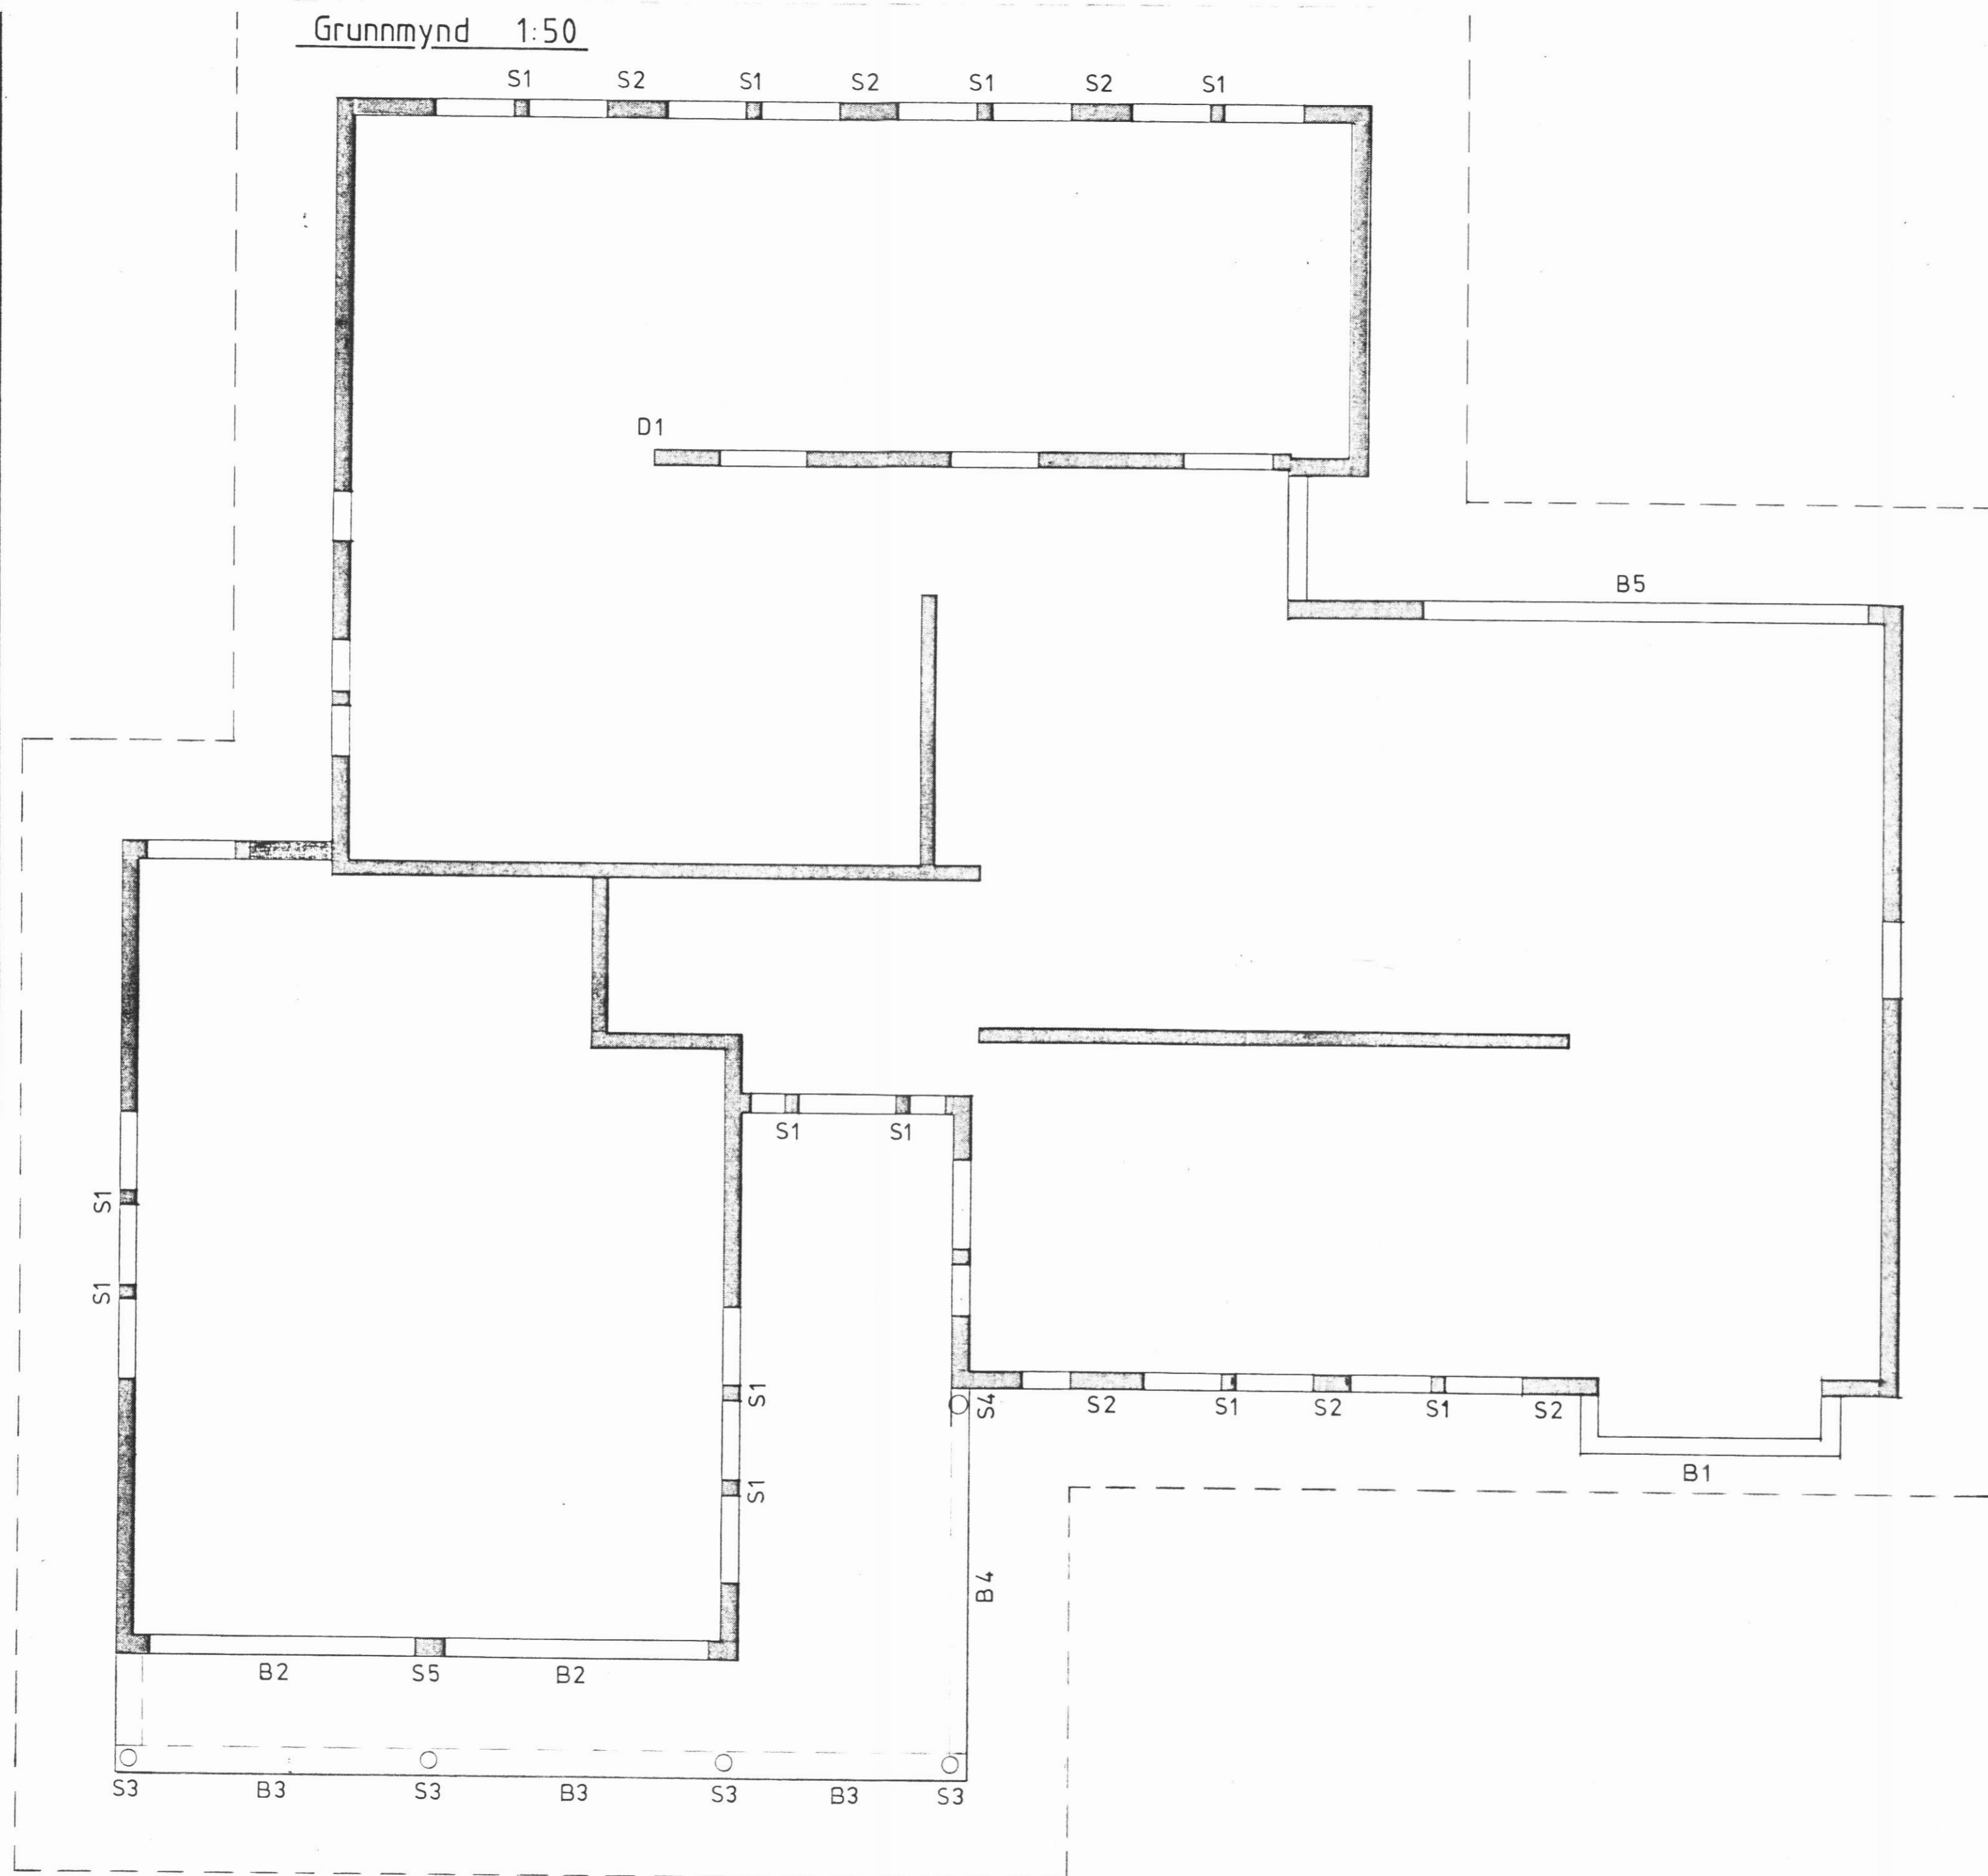 Grunnmynd 1:50
S1 S2 S1 S2 S1 S2 S1
D1
B5
S1 S1
S1
S1
S1
S1
S4
S2 S1 S2 S1 S2
B1
B4
B2 S5 B2
S3 B3 S3 B3 S3 B3 S3